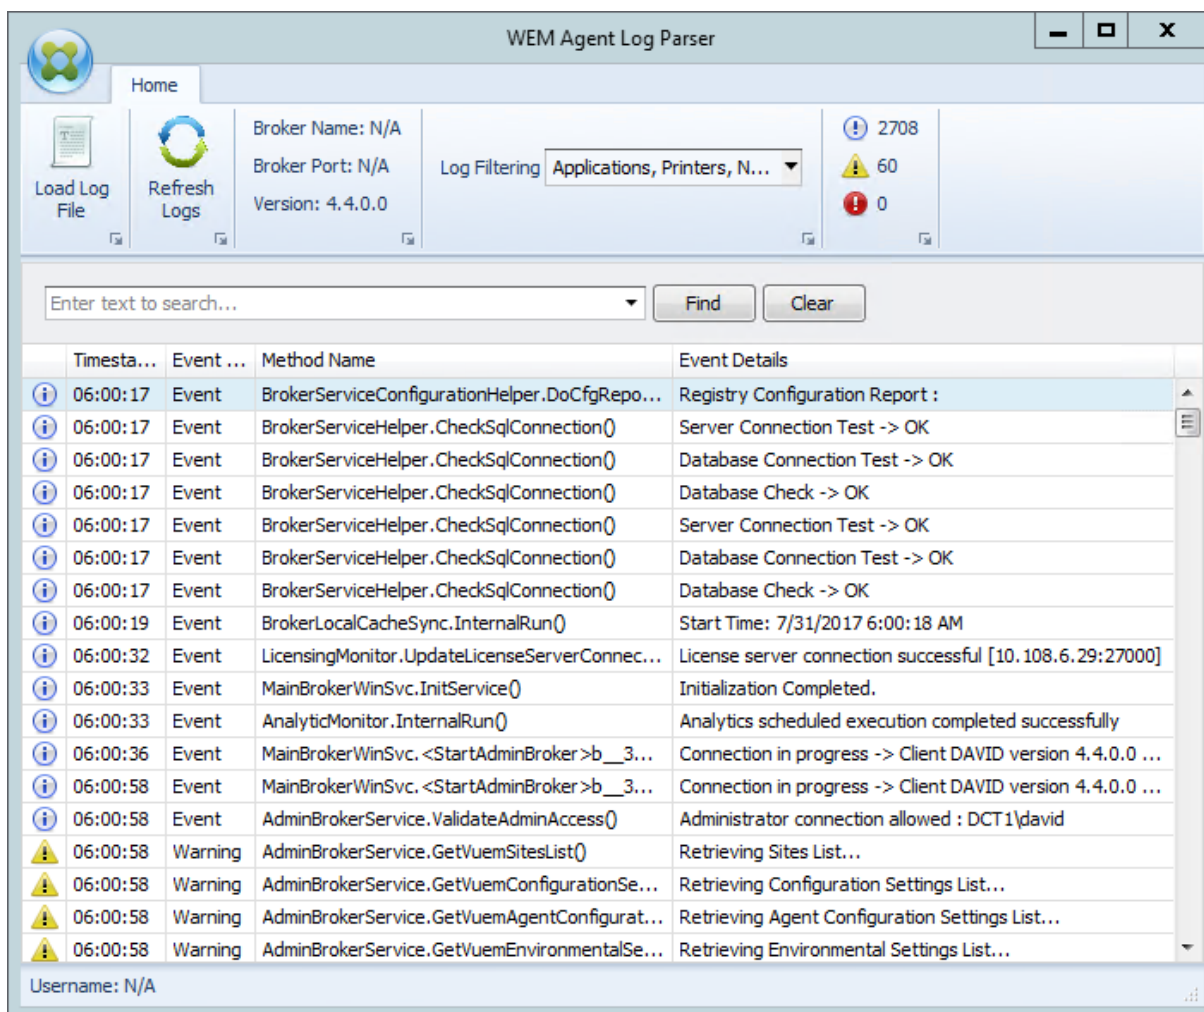 WEM Agent Log Parser
Home
Load Log File
Refresh Logs
Broker Name: N/A
Broker Port: N/A
Version: 4.4.0.0
Log Filtering Applications, Printers, N...
2708
60
0
Enter text to search...
Find
Clear
Timesta... Event ... Method Name Event Details
06:00:17 Event BrokerServiceConfigurationHelper.DoCfgRepo... Registry Configuration Report :
06:00:17 Event BrokerServiceHelper.CheckSqlConnection() Server Connection Test -> OK
06:00:17 Event BrokerServiceHelper.CheckSqlConnection() Database Connection Test -> OK
06:00:17 Event BrokerServiceHelper.CheckSqlConnection() Database Check -> OK
06:00:17 Event BrokerServiceHelper.CheckSqlConnection() Server Connection Test -> OK
06:00:17 Event BrokerServiceHelper.CheckSqlConnection() Database Connection Test -> OK
06:00:17 Event BrokerServiceHelper.CheckSqlConnection() Database Check -> OK
06:00:19 Event BrokerLocalCacheSync.InternalRun() Start Time: 7/31/2017 6:00:18 AM
06:00:32 Event LicensingMonitor.UpdateLicenseServerConnec... License server connection successful [10.108.6.29:27000]
06:00:33 Event MainBrokerWinSvc.InitService() Initialization Completed.
06:00:33 Event AnalyticMonitor.InternalRun() Analytics scheduled execution completed successfully
06:00:36 Event MainBrokerWinSvc.<StartAdminBroker>b__3... Connection in progress -> Client DAVID version 4.4.0.0 ...
06:00:58 Event MainBrokerWinSvc.<StartAdminBroker>b__3... Connection in progress -> Client DAVID version 4.4.0.0 ...
06:00:58 Event AdminBrokerService.ValidateAdminAccess() Administrator connection allowed : DCT1\david
06:00:58 Warning AdminBrokerService.GetVuemSitesList() Retrieving Sites List...
06:00:58 Warning AdminBrokerService.GetVuemConfigurationSe... Retrieving Configuration Settings List...
06:00:58 Warning AdminBrokerService.GetVuemAgentConfigurat... Retrieving Agent Configuration Settings List...
06:00:58 Warning AdminBrokerService.GetVuemEnvironmentalSe... Retrieving Environmental Settings List...
Username: N/A